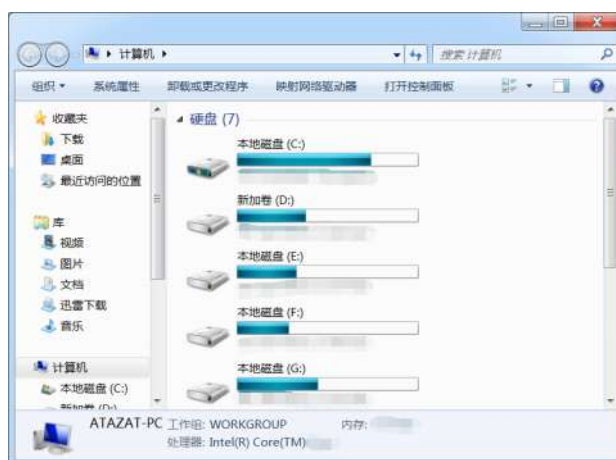 计算机
搜索 计算机
组织 系统属性 卸载或更改程序 映射网络驱动器 打开控制面板
收藏夹
下载
桌面
最近访问的位置
库
视频
图片
文档
迅雷下载
音乐
计算机
本地磁盘 (C:)
新加卷 (D:)
硬盘 (7)
本地磁盘 (C:)
新加卷 (D:)
本地磁盘 (E:)
本地磁盘 (F:)
本地磁盘 (G:)
ATAZAT-PC 工作组: WORKGROUP 内存:
处理器: Intel(R) Core(TM)